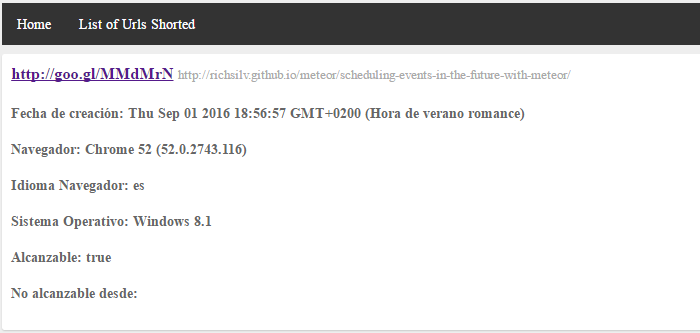 Home List of Urls Shorted
http://goo.gl/MMdMrN http://richsilv.github.io/meteor/scheduling-events-in-the-future-with-meteor/
Fecha de creación: Thu Sep 01 2016 18:56:57 GMT+0200 (Hora de verano romance)
Navegador: Chrome 52 (52.0.2743.116)
Idioma Navegador: es
Sistema Operativo: Windows 8.1
Alcanzable: true
No alcanzable desde: